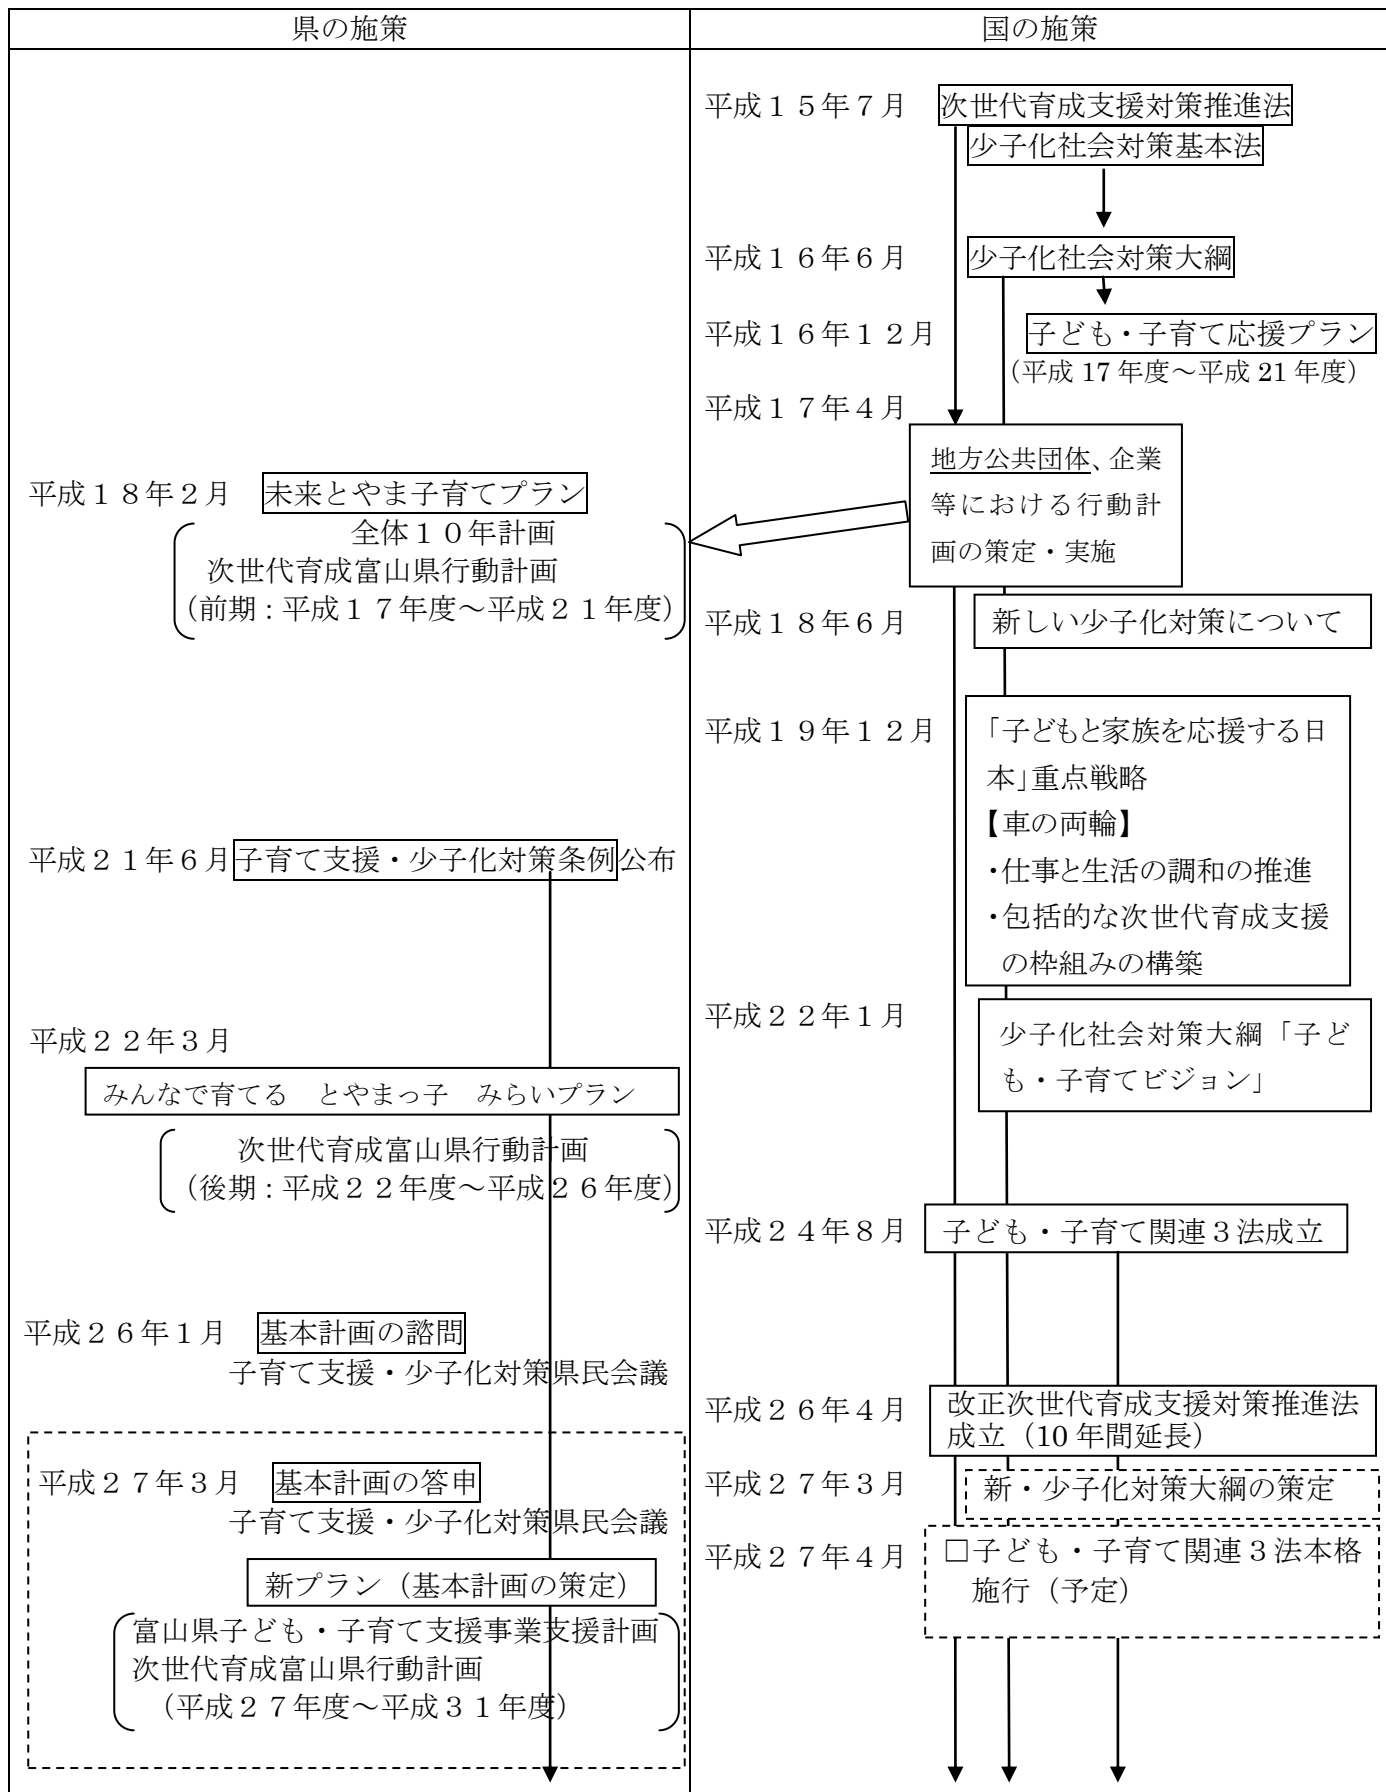 県の施策
平成１８年２月　未来とやま子育てプラン
全体１０年計画
次世代育成富山県行動計画
（前期：平成１７年度～平成２１年度）
平成２１年６月 子育て支援・少子化対策条例公布
平成２２年３月
みんなで育てる　とやまっ子　みらいプラン
次世代育成富山県行動計画
（後期：平成２２年度～平成２６年度）
平成２６年１月　基本計画の諮問
子育て支援・少子化対策県民会議
平成２７年３月　基本計画の答申
子育て支援・少子化対策県民会議
新プラン（基本計画の策定）
富山県子ども・子育て支援事業支援計画
次世代育成富山県行動計画
（平成２７年度～平成３１年度）
国の施策
平成１５年７月　次世代育成支援対策推進法
少子化社会対策基本法
平成１６年６月　少子化社会対策大綱
平成１６年１２月　子ども・子育て応援プラン
（平成 17 年度～平成 21 年度）
平成１７年４月
地方公共団体、企業
等における行動計
画の策定・実施
平成１８年６月　新しい少子化対策について
平成１９年１２月　「子どもと家族を応援する日
本」重点戦略
【車の両輪】
・仕事と生活の調和の推進
・包括的な次世代育成支援
の枠組みの構築
平成２２年１月　少子化社会対策大綱「子ど
も・子育てビジョン」
平成２４年８月　子ども・子育て関連３法成立
平成２６年４月　改正次世代育成支援対策推進法
成立（10 年間延長）
平成２７年３月　新・少子化対策大綱の策定
平成２７年４月　□子ども・子育て関連３法本格
施行（予定）